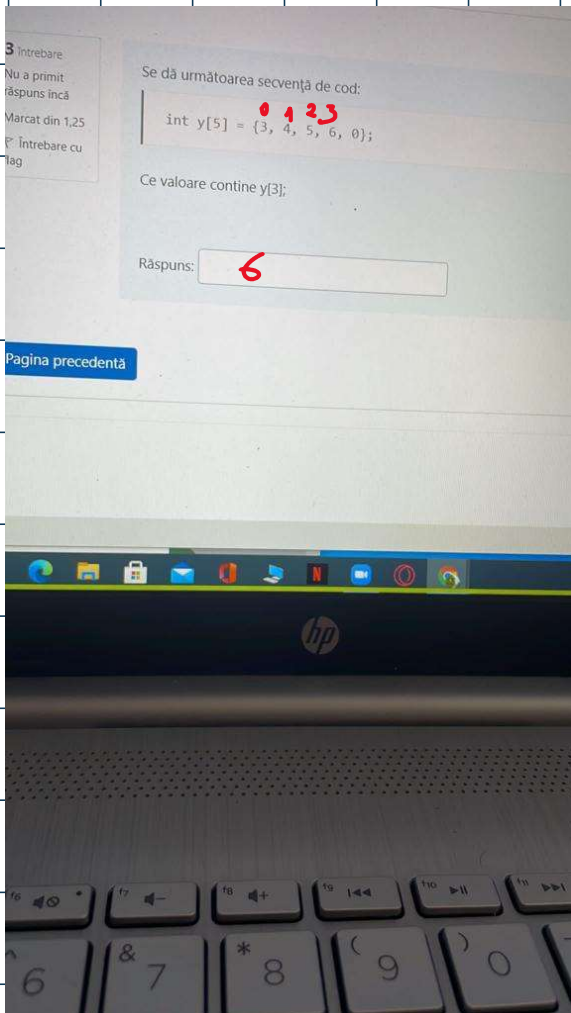 3 Întrebare
Nu a primit
răspuns încă
Marcat din 1,25
Întrebare cu
flag
Se dă următoarea secvență de cod:
0 1 2 3
int y[5] = {3, 4, 5, 6, 0};
Ce valoare contine y[3];
Răspuns: 6
Pagina precedentă
N
hp
f6 f7 f8 f9 f10 f11
^ & * ( )
6 7 8 9 0